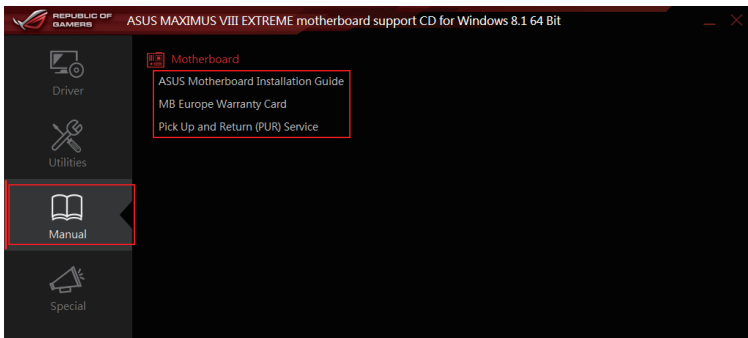 REPUBLIC OF
GAMERS
ASUS MAXIMUS VIII EXTREME motherboard support CD for Windows 8.1 64 Bit
Driver
Utilities
Manual
Special
Motherboard
ASUS Motherboard Installation Guide
MB Europe Warranty Card
Pick Up and Return (PUR) Service